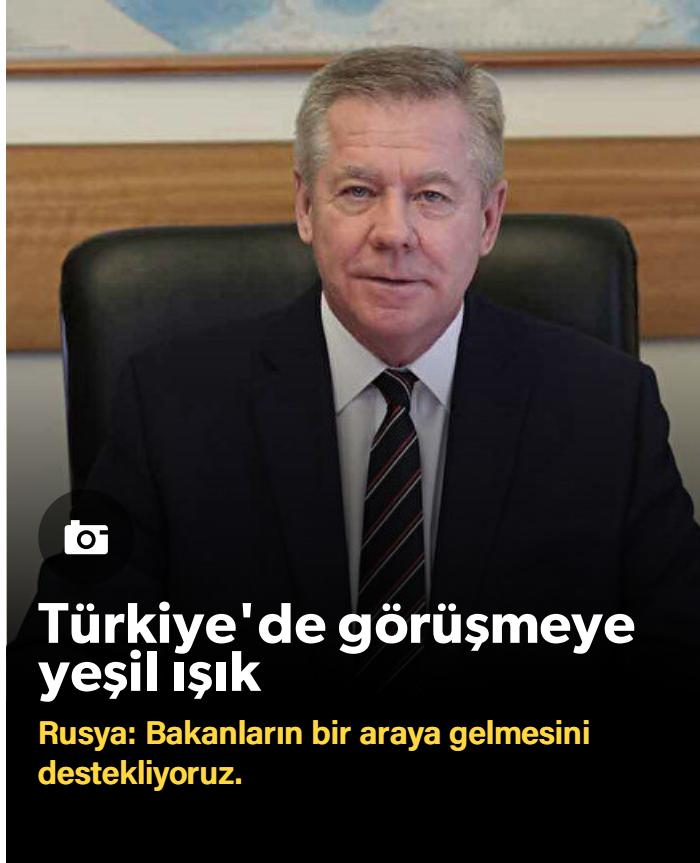 Türkiye'de görüşmeye
yeşil ışık
Rusya: Bakanların bir araya gelmesini
destekliyoruz.